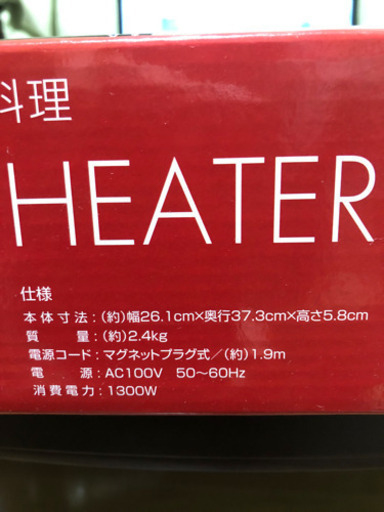 料理
HEATER
仕様
本体寸法：(約)幅26.1cm×奥行37.3cm×高さ5.8cm
質量：(約)2.4kg
電源コード：マグネットプラグ式／(約)1.9m
電源：AC100V 50～60Hz
消費電力：1300W